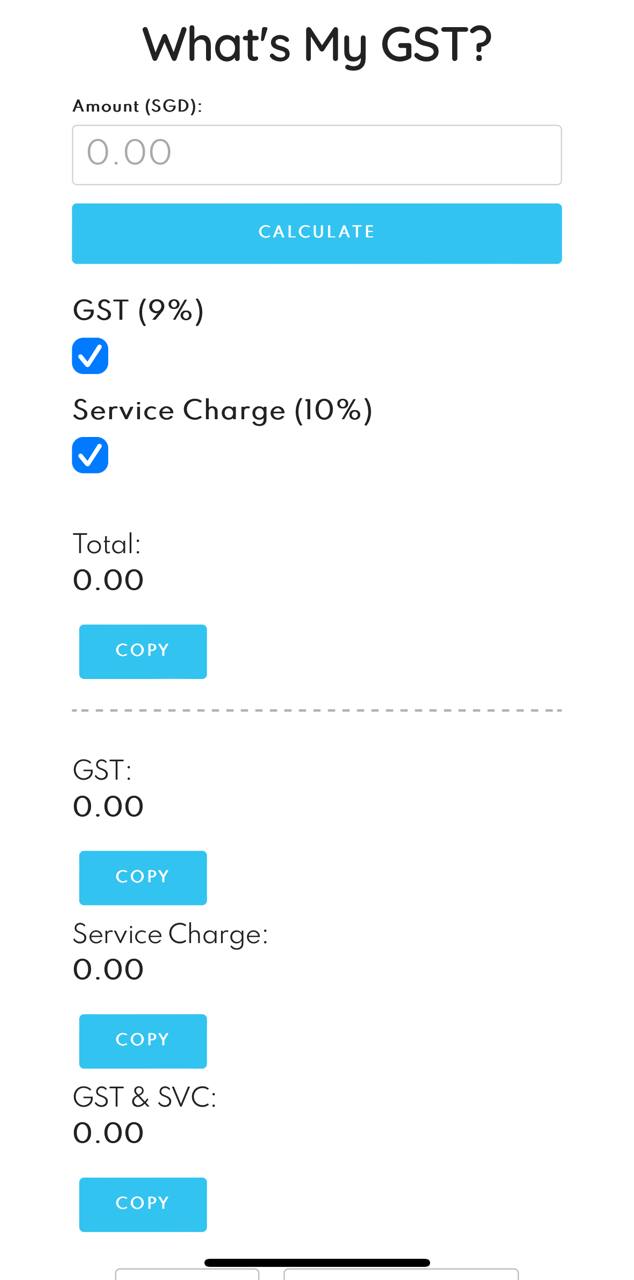 What's My GST?
Amount (SGD):
0.00
CALCULATE
GST (9%)
Service Charge (10%)
Total:
0.00
COPY
GST:
0.00
COPY
Service Charge:
0.00
COPY
GST & SVC:
0.00
COPY